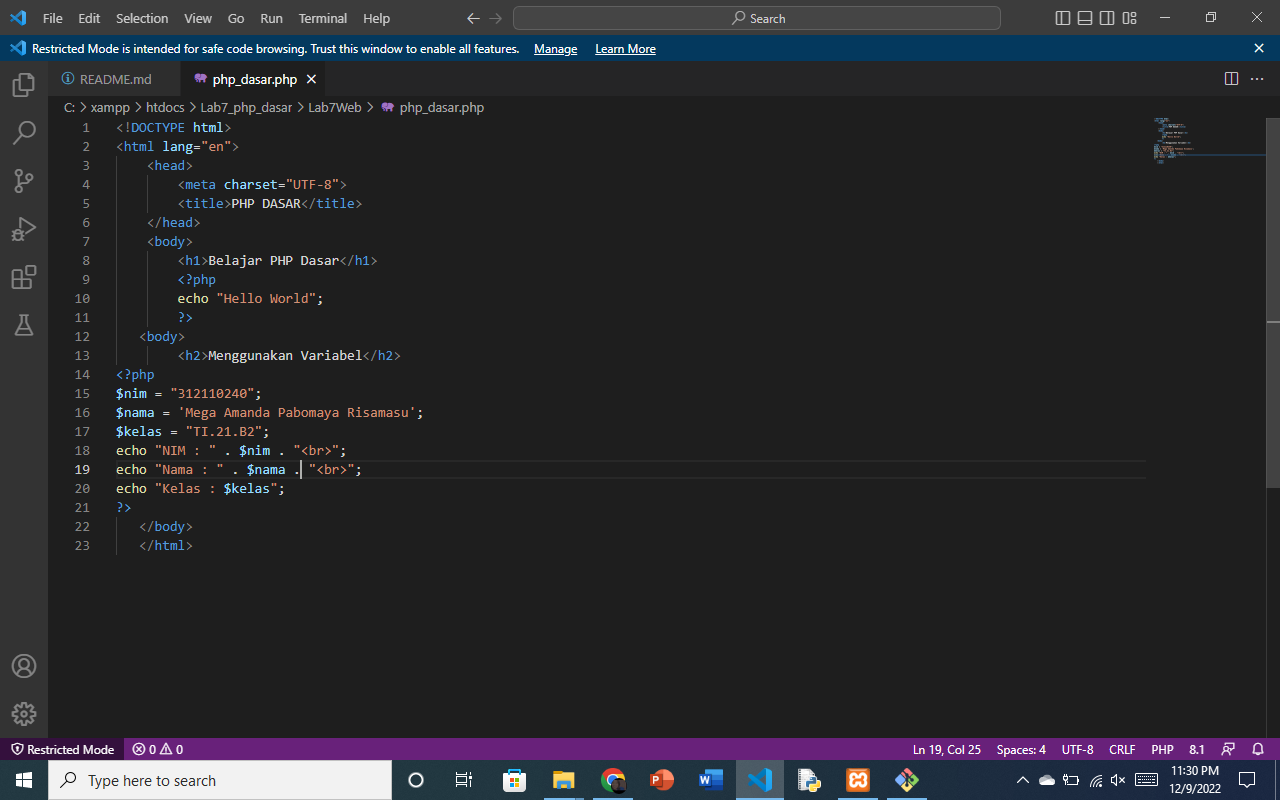 File Edit Selection View Go Run Terminal Help Search
Restricted Mode is intended for safe code browsing. Trust this window to enable all features. Manage Learn More
README.md php_dasar.php
C: > xampp > htdocs > Lab7_php_dasar > Lab7Web > php_dasar.php
1 <!DOCTYPE html>
2 <html lang="en">
3 <head>
4 <meta charset="UTF-8">
5 <title>PHP DASAR</title>
6 </head>
7 <body>
8 <h1>Belajar PHP Dasar</h1>
9 <?php
10 echo "Hello World";
11 ?>
12 <body>
13 <h2>Menggunakan Variabel</h2>
14 <?php
15 $nim = "312110240";
16 $nama = 'Mega Amanda Pabomaya Risamasu';
17 $kelas = "TI.21.B2";
18 echo "NIM : " . $nim . "<br>";
19 echo "Nama : " . $nama . "<br>";
20 echo "Kelas : $kelas";
21 ?>
22 </body>
23 </html>
Restricted Mode 0 0 Ln 19, Col 25 Spaces: 4 UTF-8 CRLF PHP 8.1
Type here to search
11:30 PM
12/9/2022